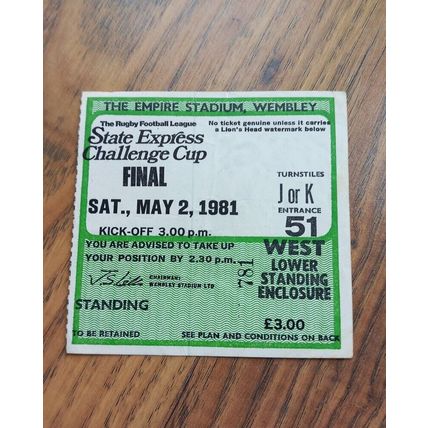 THE EMPIRE STADIUM, WEMBLEY
The Rugby Football League
State Express
Challenge Cup
FINAL
SAT., MAY 2, 1981
KICK-OFF 3.00 p.m.
No ticket genuine unless it carries
a Lion's Head watermark below
TURNSTILES
J or K
ENTRANCE
51
WEST
LOWER
STANDING
ENCLOSURE
YOU ARE ADVISED TO TAKE UP
YOUR POSITION BY 2.30 p.m.
781
CHAIRMAN:
WEMBLEY STADIUM LTD
STANDING
£3.00
TO BE RETAINED
SEE PLAN AND CONDITIONS ON BACK